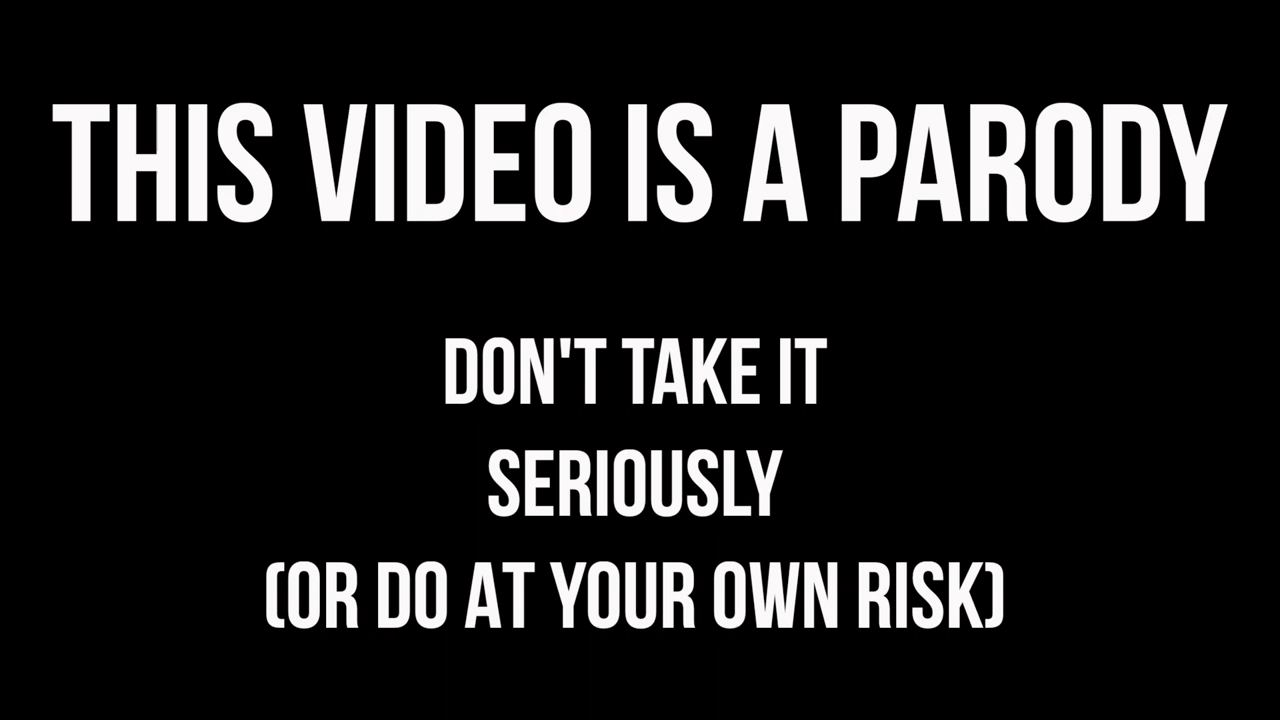 THIS VIDEO IS A PARODY
DON'T TAKE IT
SERIOUSLY
(OR DO AT YOUR OWN RISK)